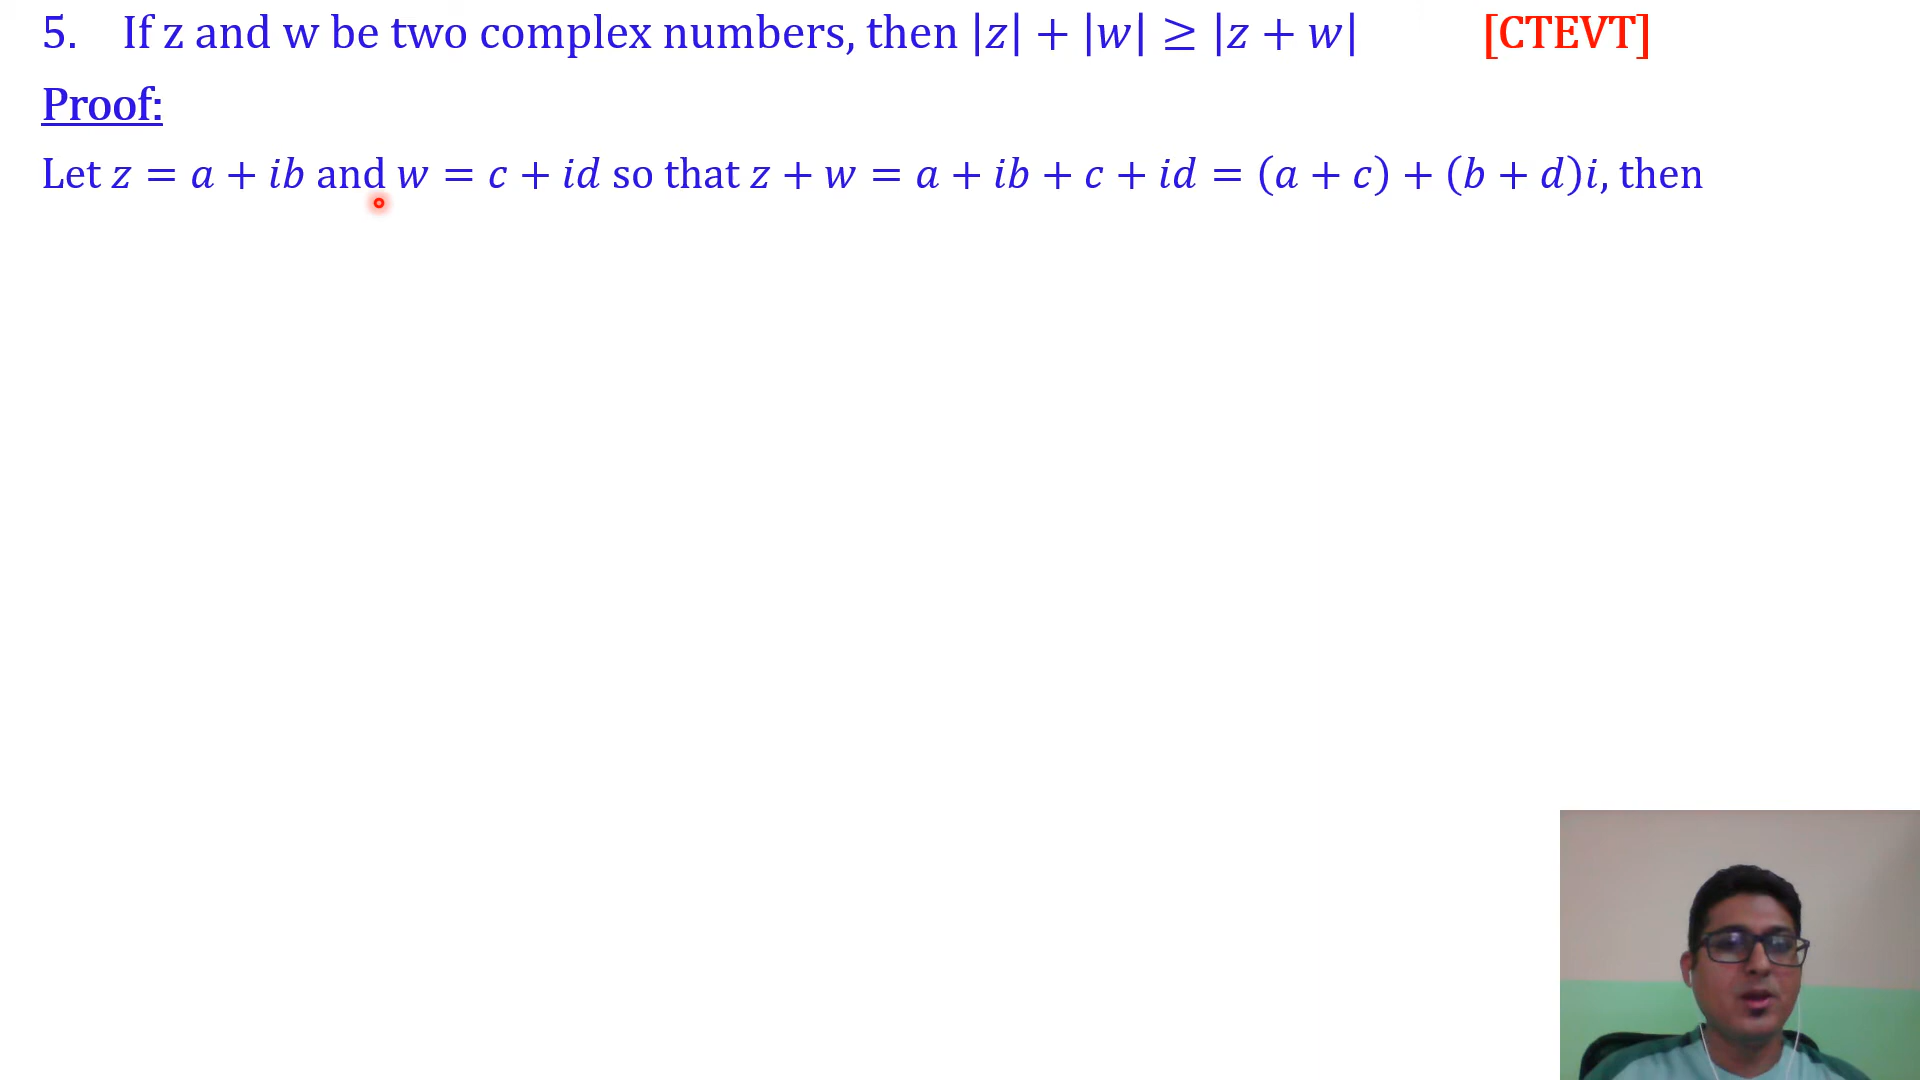 5. If z and w be two complex numbers, then |z| + |w| ≥ |z + w| [CTEVT]
Proof:
Let z = a + ib and w = c + id so that z + w = a + ib + c + id = (a + c) + (b + d)i, then